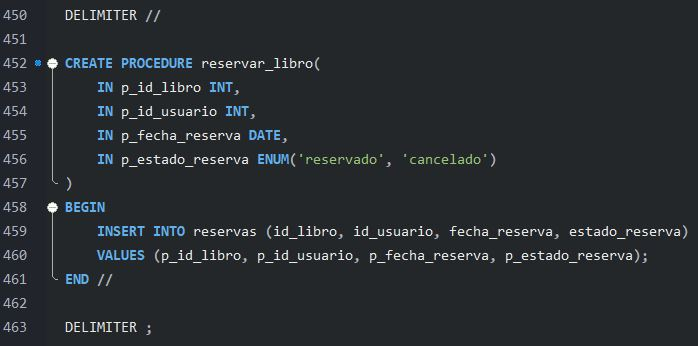 450 DELIMITER //
451
452 CREATE PROCEDURE reservar_libro(
453 IN p_id_libro INT,
454 IN p_id_usuario INT,
455 IN p_fecha_reserva DATE,
456 IN p_estado_reserva ENUM('reservado', 'cancelado')
457 )
458 BEGIN
459 INSERT INTO reservas (id_libro, id_usuario, fecha_reserva, estado_reserva)
460 VALUES (p_id_libro, p_id_usuario, p_fecha_reserva, p_estado_reserva);
461 END //
462
463 DELIMITER ;